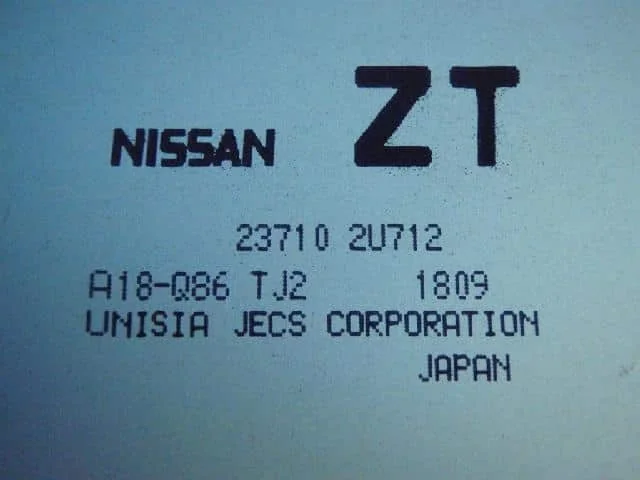 NISSAN ZT
23710 2U712
A18-Q86 TJ2 1809
UNISIA JECS CORPORATION
JAPAN